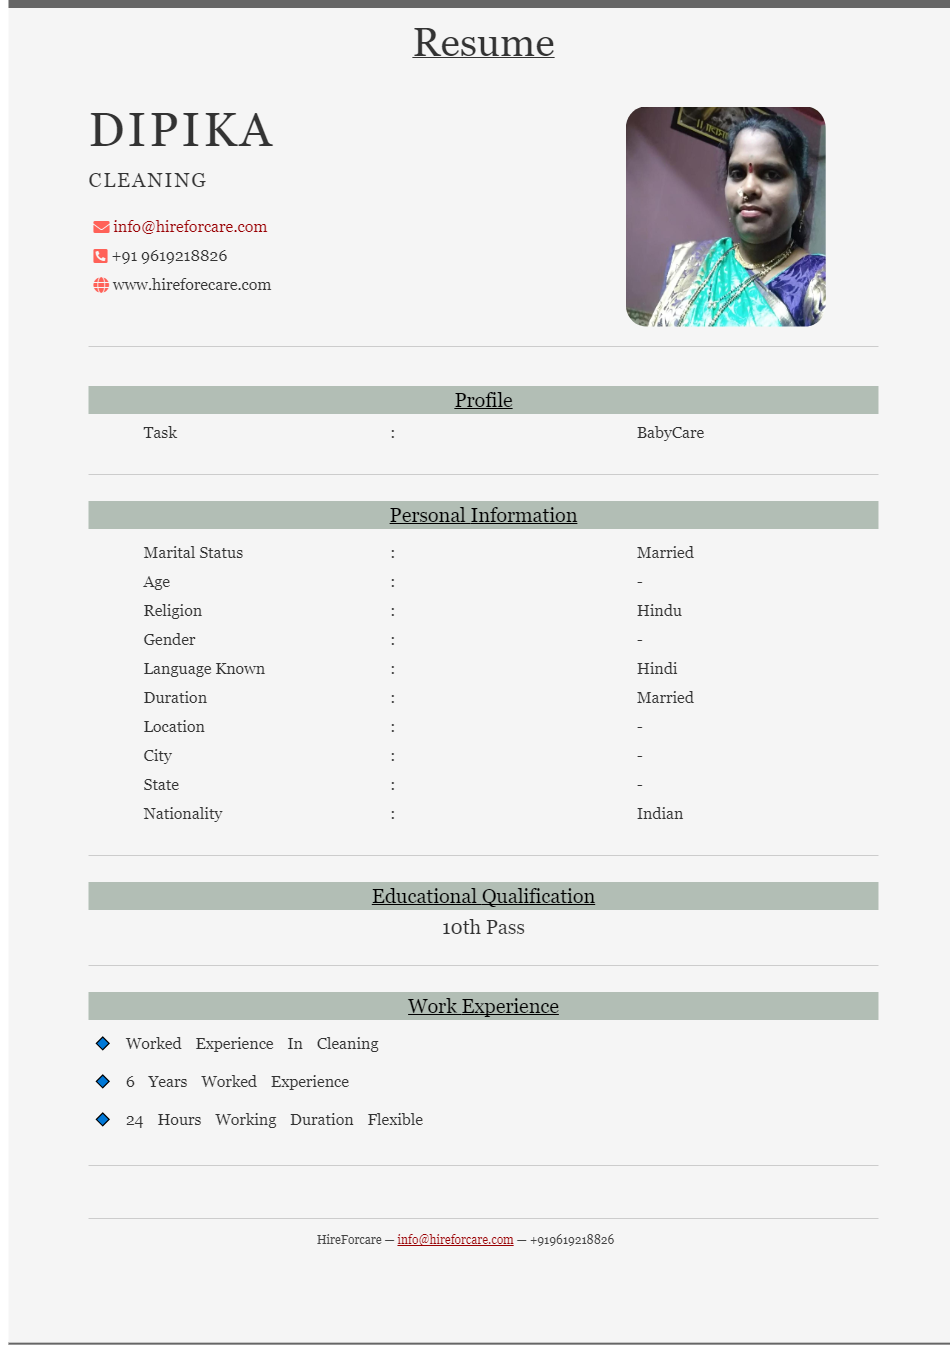 Resume
DIPIKA
CLEANING
info@hireforcare.com
+91 9619218826
www.hireforecare.com
Profile
Task : BabyCare
Personal Information
Marital Status : Married
Age : -
Religion : Hindu
Gender : -
Language Known : Hindi
Duration : Married
Location : -
City : -
State : -
Nationality : Indian
Educational Qualification
10th Pass
Work Experience
Worked Experience In Cleaning
6 Years Worked Experience
24 Hours Working Duration Flexible
HireForcare — info@hireforcare.com — +919619218826